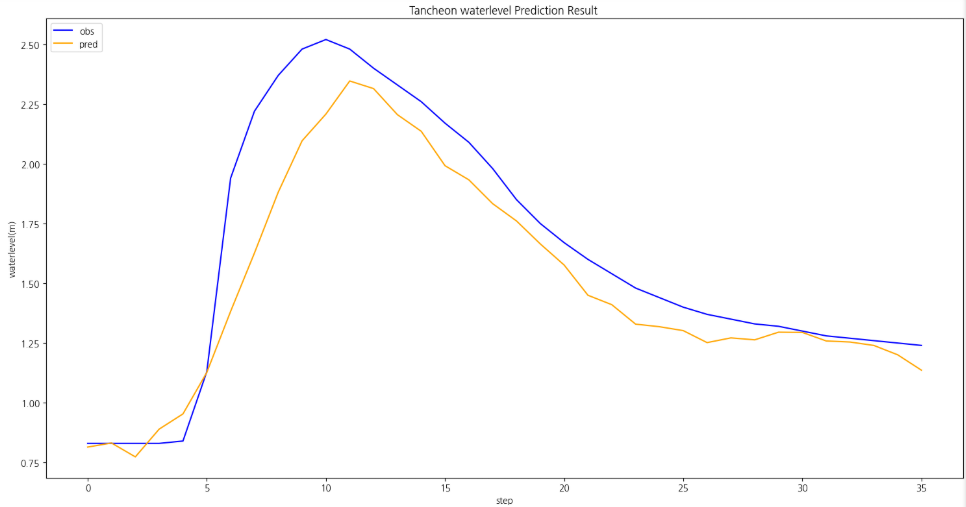 Tancheon waterlevel Prediction Result
obs
pred
2.50
2.25
2.00
1.75
1.50
1.25
1.00
0.75
waterlevel(m)
0 5 10 15 20 25 30 35
step